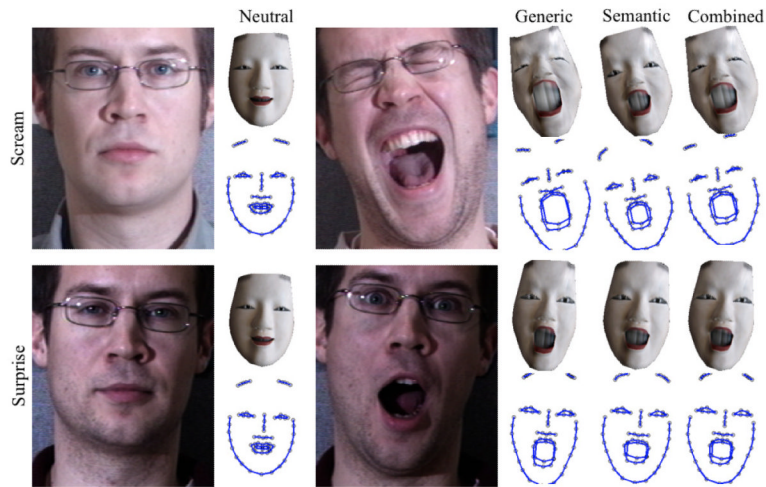 Neutral
Generic
Semantic
Combined
Scream
Surprise